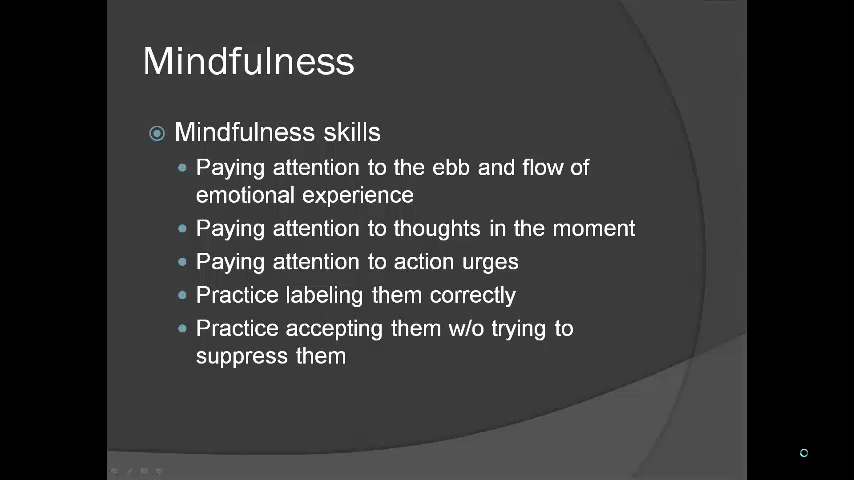 Mindfulness
Mindfulness skills
Paying attention to the ebb and flow of
emotional experience
Paying attention to thoughts in the moment
Paying attention to action urges
Practice labeling them correctly
Practice accepting them w/o trying to
suppress them